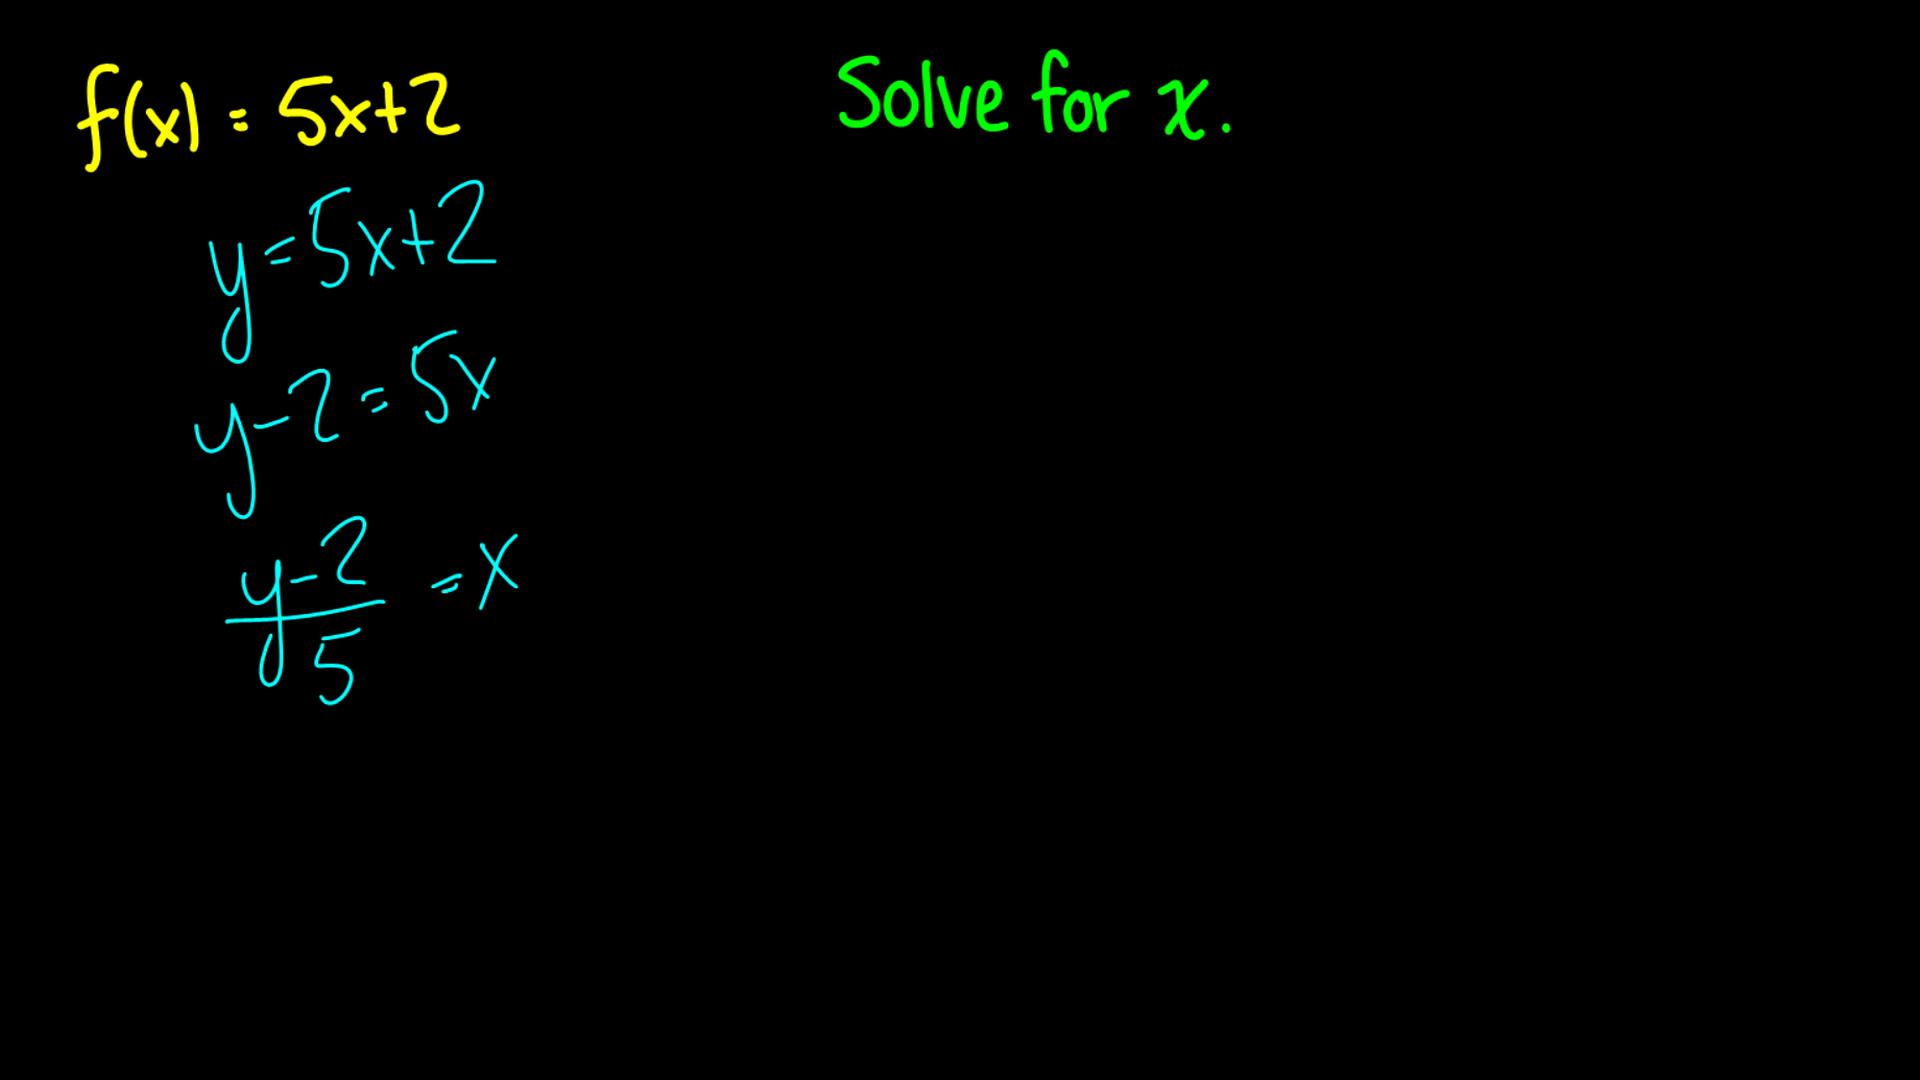 f(x) = 5x+2
Solve for x.
y=5x+2
y-2=5x
y-2
5
=x